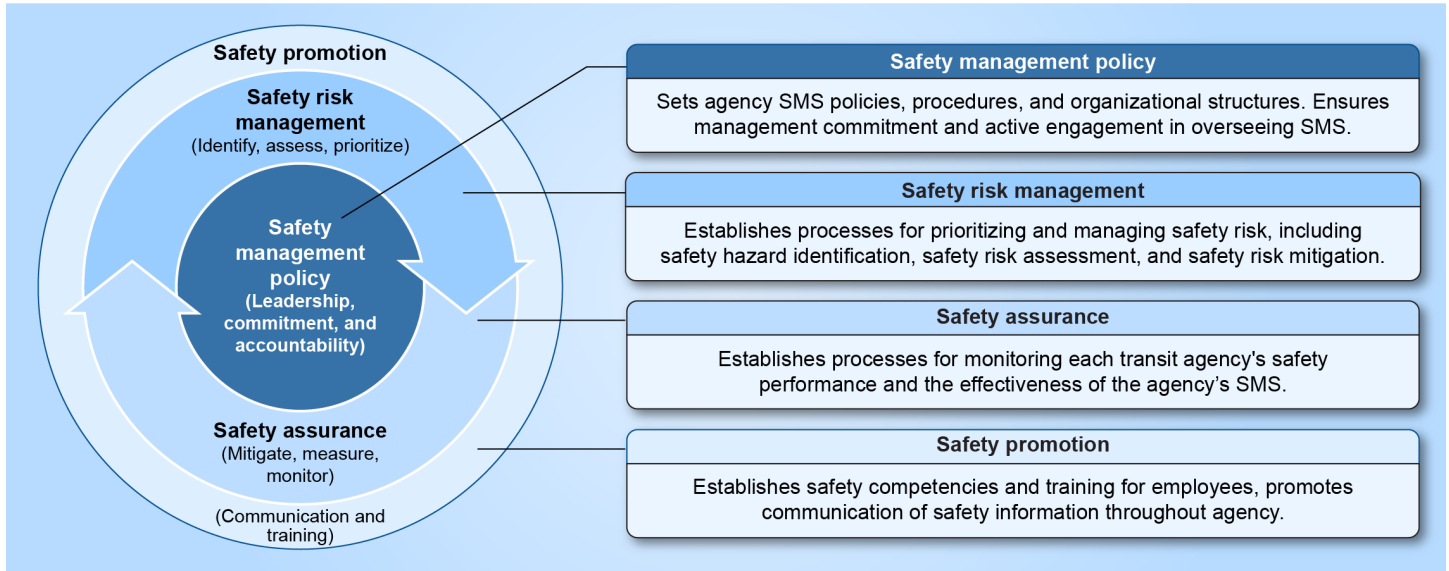 Safety promotion
Safety risk
management
(Identify, assess, prioritize)
Safety
management
policy
(Leadership,
commitment, and
accountability)
Safety assurance
(Mitigate, measure,
monitor)
(Communication and
training)
Safety management policy
Sets agency SMS policies, procedures, and organizational structures. Ensures
management commitment and active engagement in overseeing SMS.
Safety risk management
Establishes processes for prioritizing and managing safety risk, including
safety hazard identification, safety risk assessment, and safety risk mitigation.
Safety assurance
Establishes processes for monitoring each transit agency's safety
performance and the effectiveness of the agency’s SMS.
Safety promotion
Establishes safety competencies and training for employees, promotes
communication of safety information throughout agency.